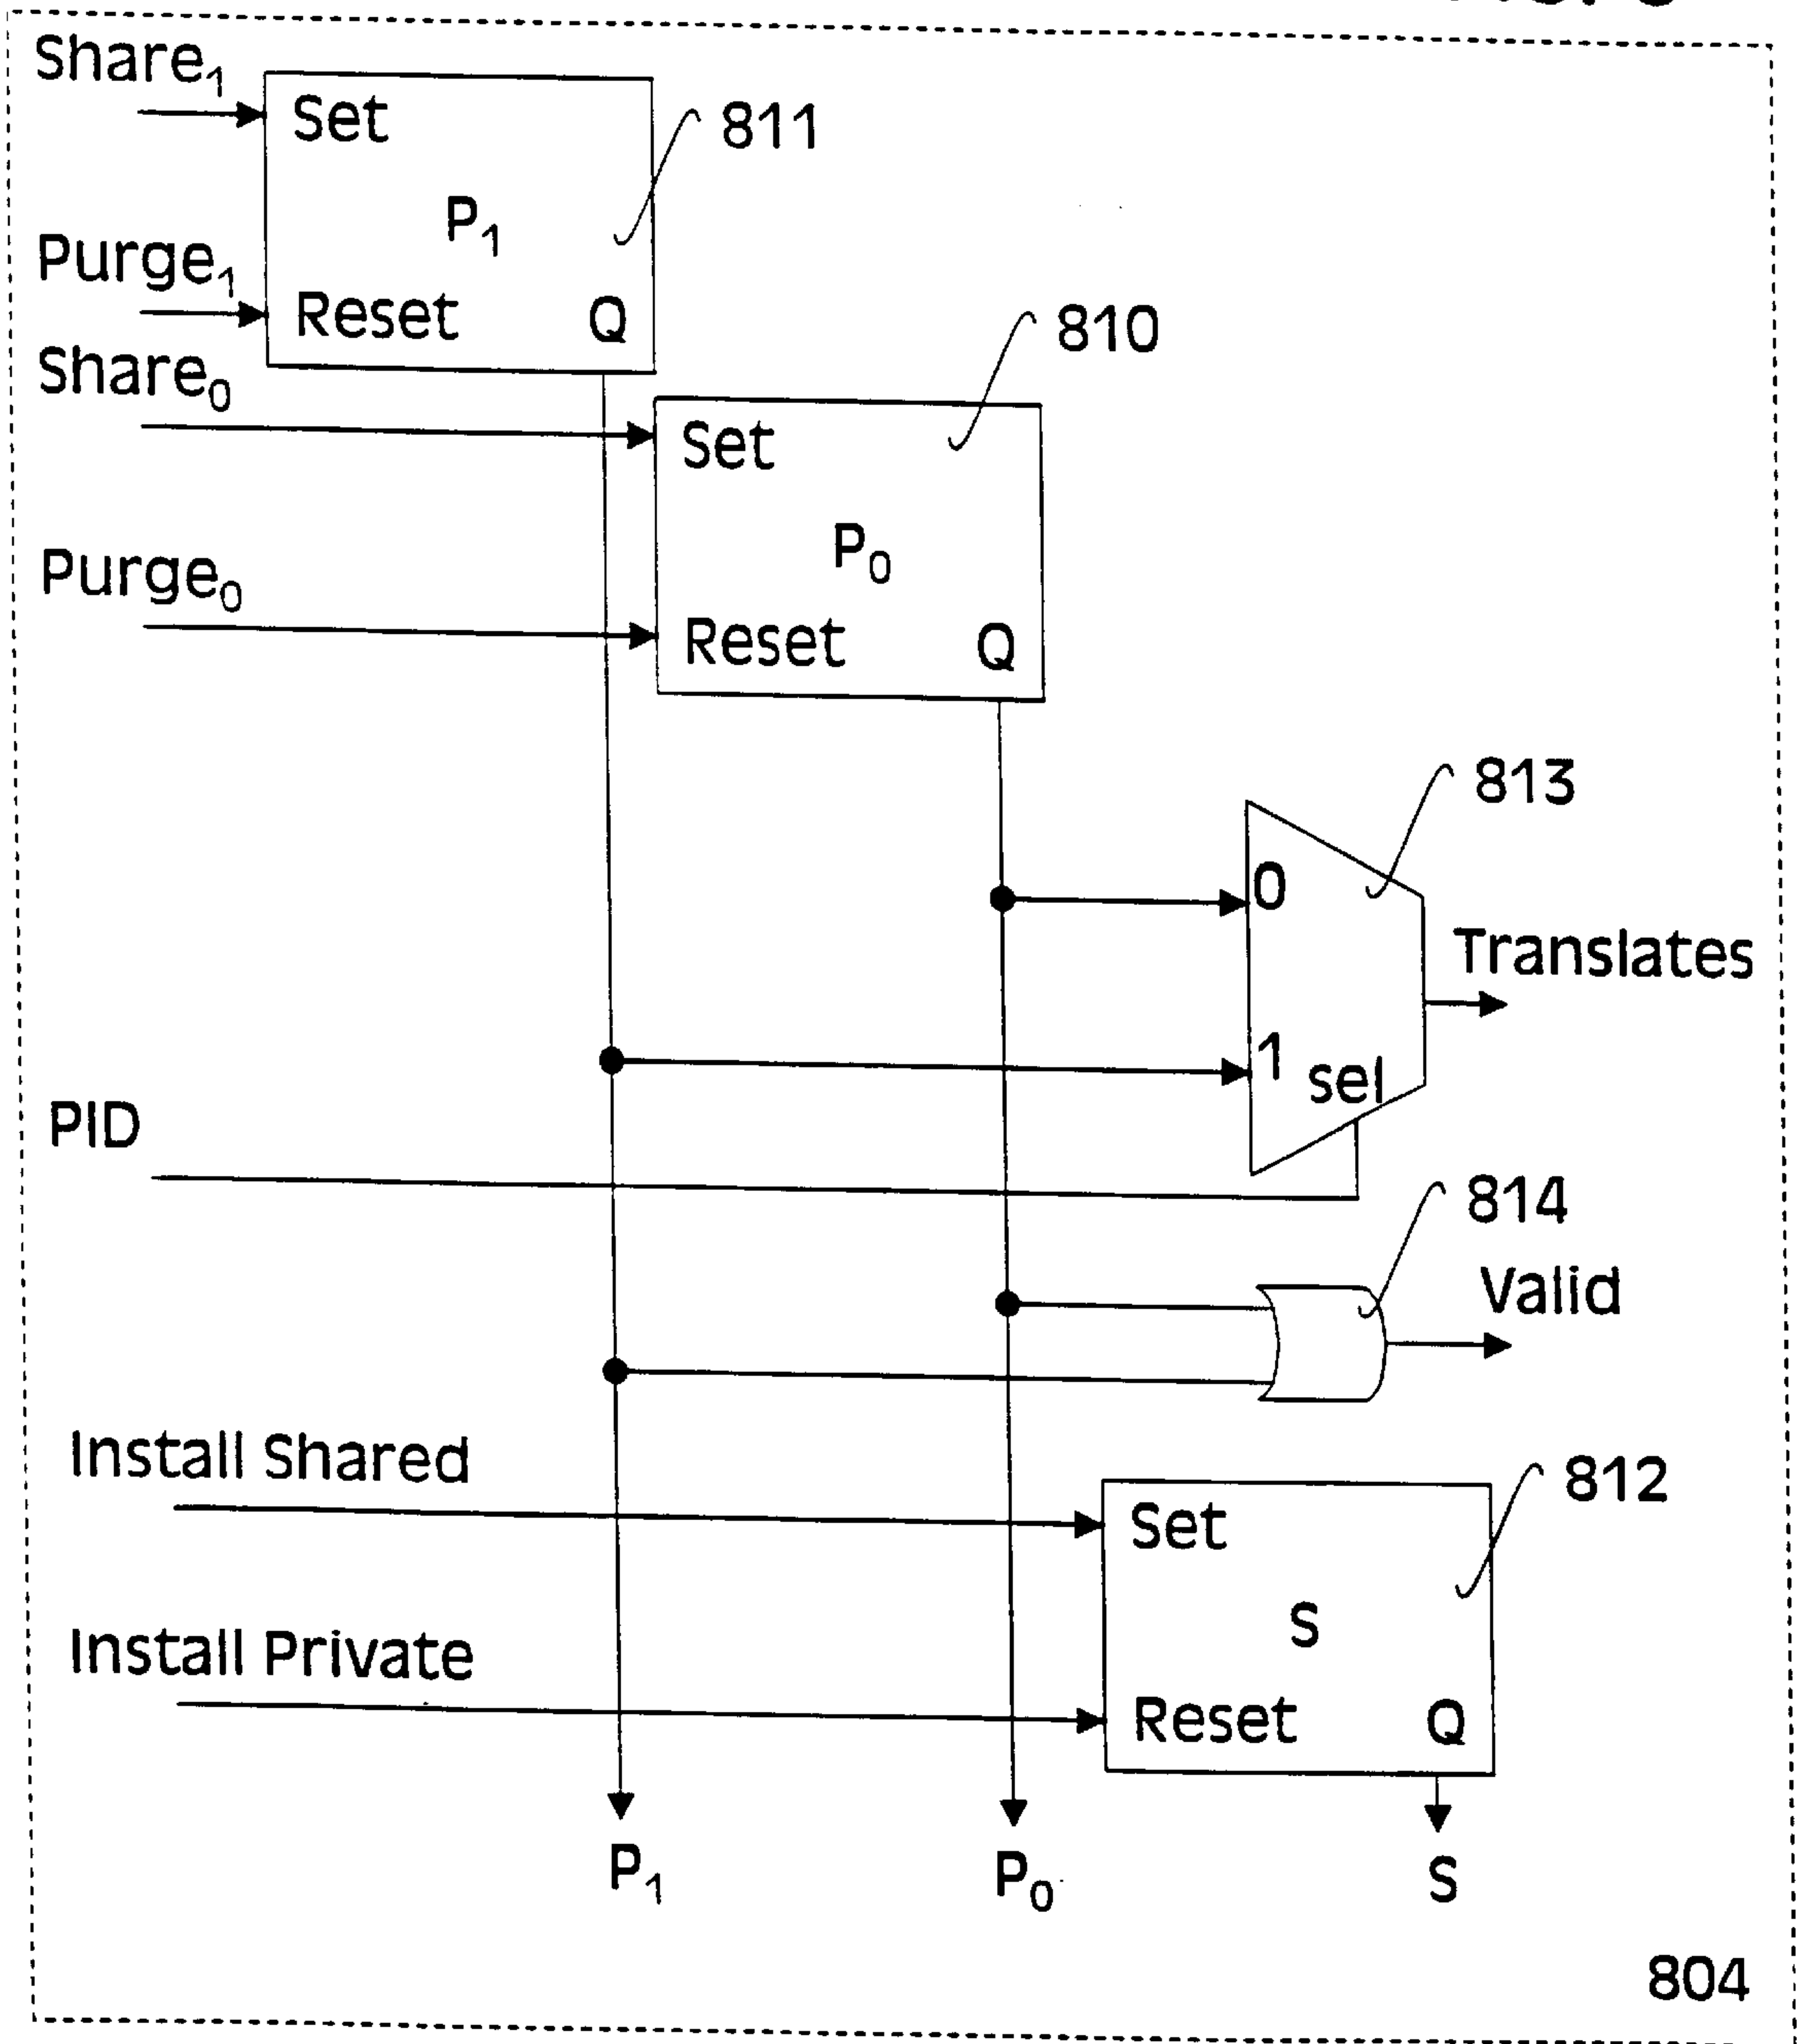 Share1
Set
811
P1
Purge1
Reset Q
Share0
810
Set
P0
Purge0
Reset Q
813
0
Translates
1 sel
PID
814
Valid
Install Shared
812
Set
S
Install Private
Reset Q
P1 P0 S
804